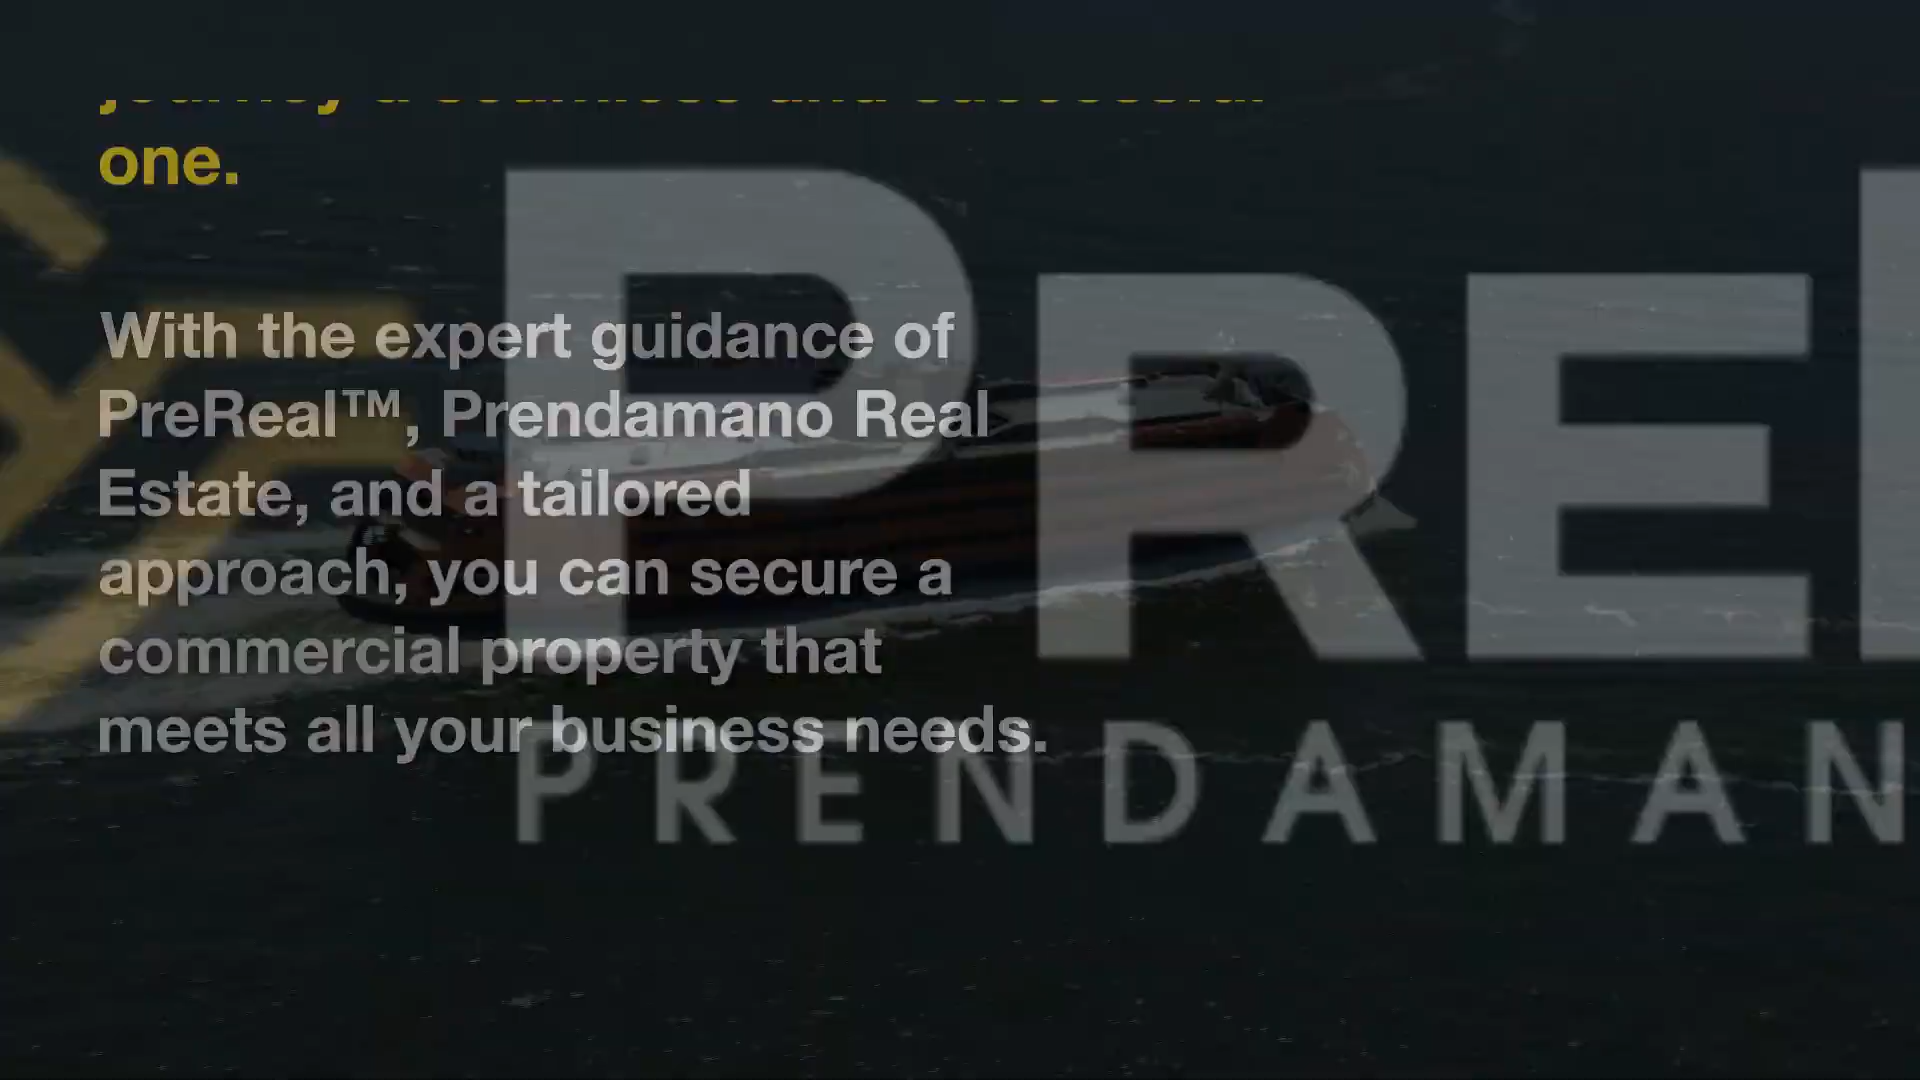 one.
With the expert guidance of
PreReal™, Prendamano Real
Estate, and a tailored
approach, you can secure a
commercial property that
meets all your business needs.
PRE
PRENDAMAN